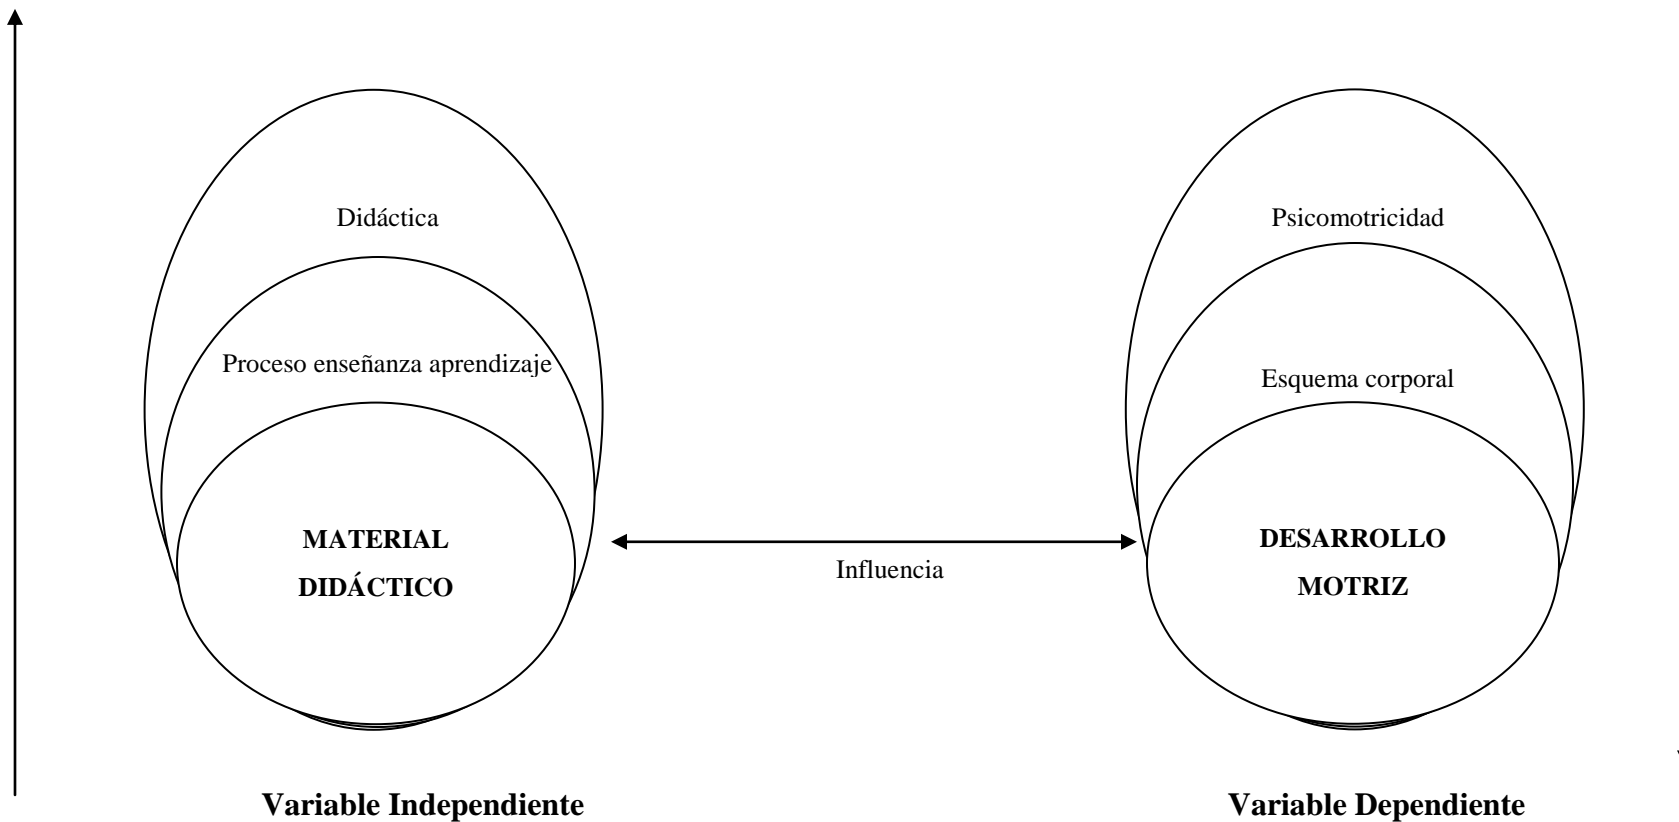 Didáctica
Psicomotricidad
Proceso enseñanza aprendizaje
Esquema corporal
MATERIAL
DIDÁCTICO
Influencia
DESARROLLO
MOTRIZ
Variable Independiente
Variable Dependiente